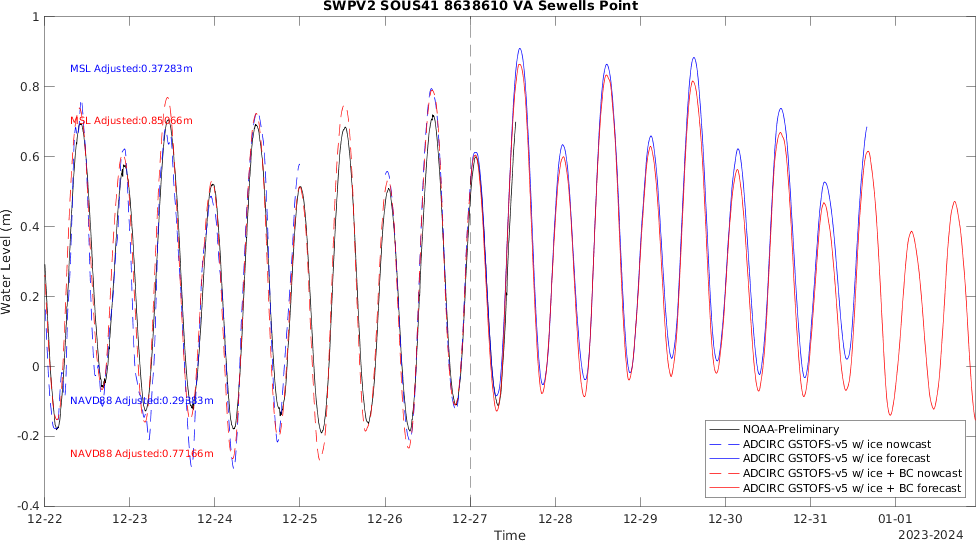 SWPV2 SOUS41 8638610 VA Sewells Point
1
0.8
0.6
0.4
0.2
0
-0.2
-0.4
Water Level (m)
MSL Adjusted:0.37283m
MSL Adjusted:0.85066m
NAVD88 Adjusted:0.29383m
NAVD88 Adjusted:0.77166m
NOAA-Preliminary
ADCIRC GSTOFS-v5 w/ ice nowcast
ADCIRC GSTOFS-v5 w/ ice forecast
ADCIRC GSTOFS-v5 w/ ice + BC nowcast
ADCIRC GSTOFS-v5 w/ ice + BC forecast
12-22 12-23 12-24 12-25 12-26 12-27 12-28 12-29 12-30 12-31 01-01
Time
2023-2024